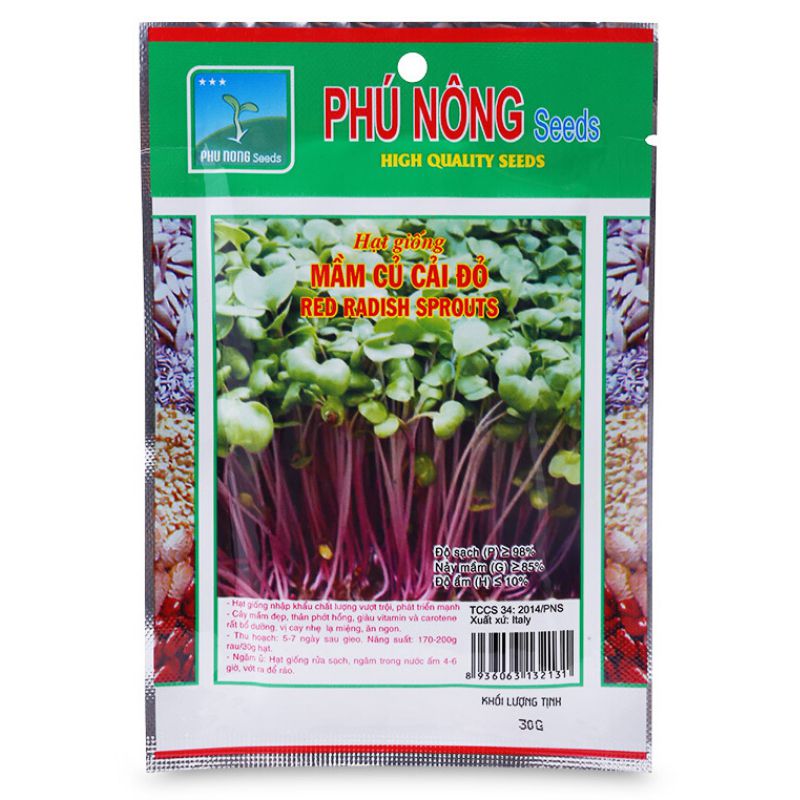 ★★★
PHU NONG Seeds
PHÚ NÔNG Seeds
HIGH QUALITY SEEDS
Hạt giống
MẦM CỦ CẢI ĐỎ
RED RADISH SPROUTS
Độ sạch (P) ≥ 98%
Nảy mầm (G) ≥ 85%
Độ ẩm (H) ≤ 10%
- Hạt giống nhập khẩu chất lượng vượt trội, phát triển mạnh
- Cây mầm đẹp, thân phớt hồng, giàu vitamin và carotene
rất bổ dưỡng, vị cay nhẹ lạ miệng, ăn ngon.
- Thu hoạch: 5-7 ngày sau gieo. Năng suất: 170-200g
rau/30g hạt.
- Ngâm ủ: Hạt giống rửa sạch, ngâm trong nước ấm 4-6
giờ, vớt ra để ráo.
TCCS 34: 2014/PNS
Xuất xứ: Italy
8 936063 132131
KHỐI LƯỢNG TỊNH
30G